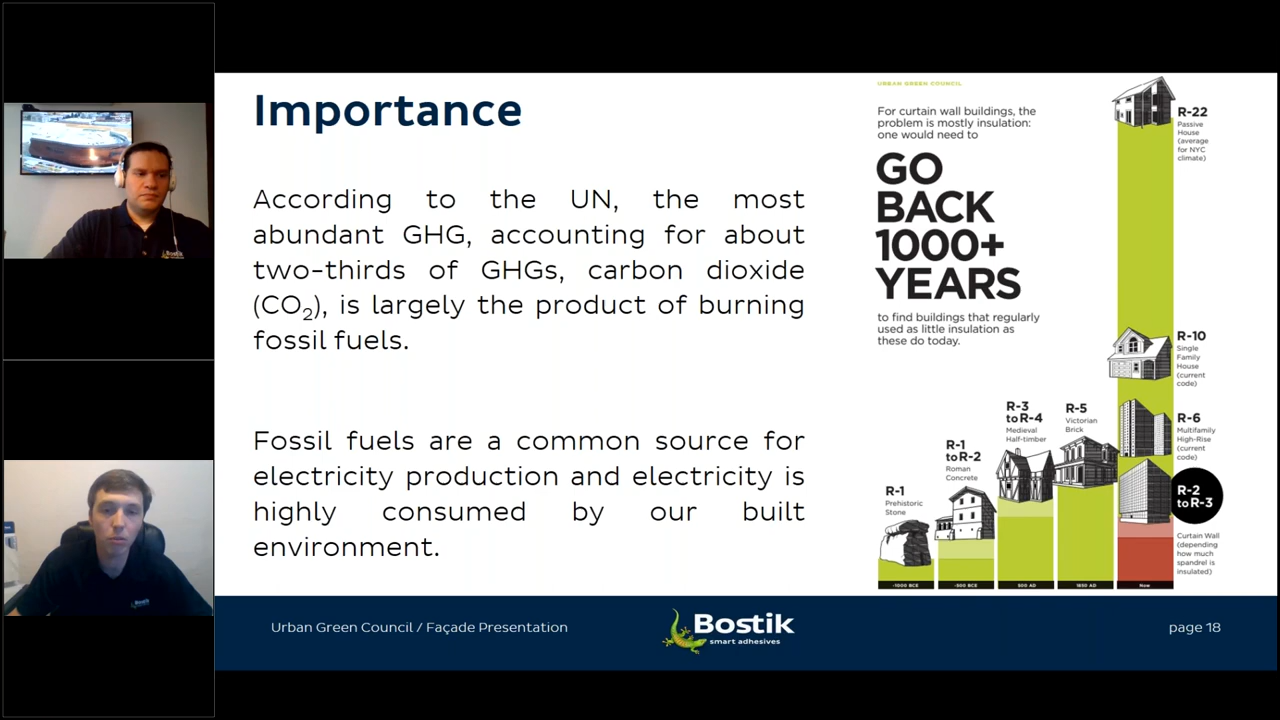 Importance
According to the UN, the most
abundant GHG, accounting for about
two-thirds of GHGs, carbon dioxide
(CO2), is largely the product of burning
fossil fuels.
Fossil fuels are a common source for
electricity production and electricity is
highly consumed by our built
environment.
URBAN GREEN COUNCIL
For curtain wall buildings, the
problem is mostly insulation:
one would need to
GO
BACK
1000+
YEARS
to find buildings that regularly
used as little insulation as
these do today.
R-1
Prehistoric
Stone
R-1
to R-2
Roman
Concrete
R-3
to R-4
Medieval
Half-timber
R-5
Victorian
Brick
R-22
Passive
House
(average
for NYC
climate)
R-10
Single
Family
House
(current
code)
R-6
Multifamily
High-Rise
(current
code)
R-2
to R-3
Curtain Wall
(depending
how much
spandrel is
insulated)
-1000 BCE
-500 BCE
500 AD
1850 AD
Now
Urban Green Council / Façade Presentation
Bostik
smart adhesives
page 18